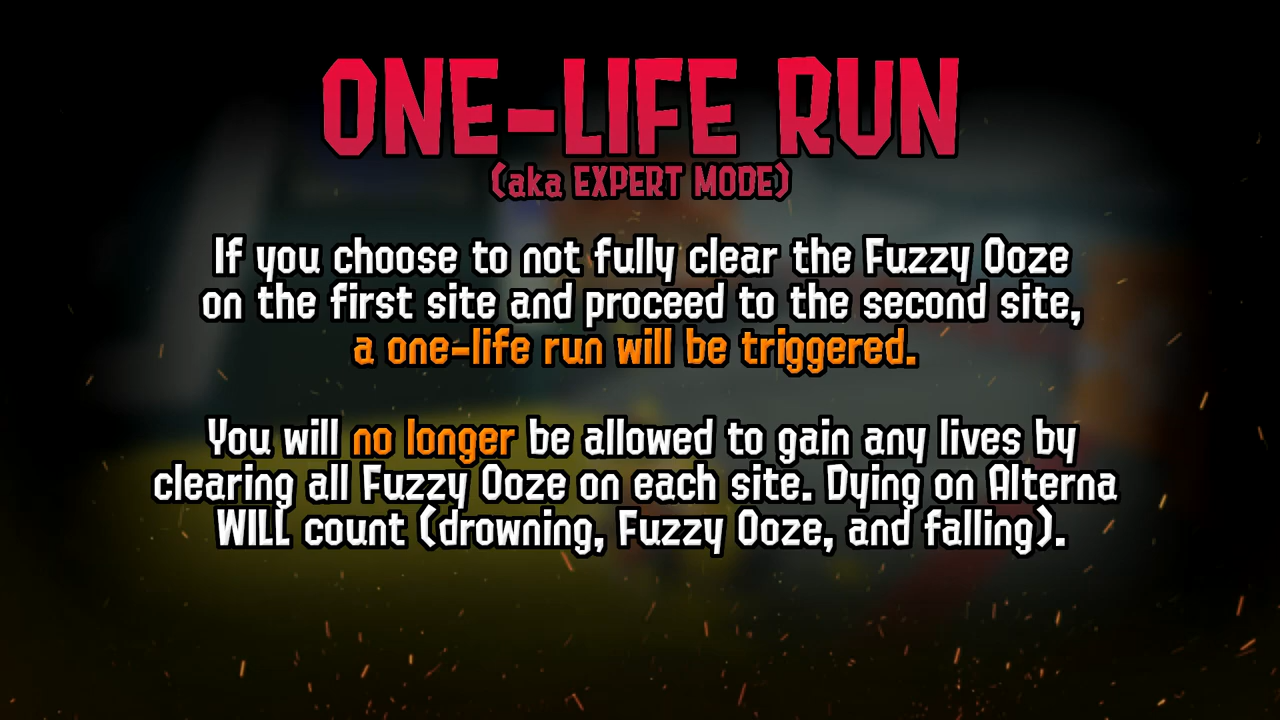 ONE-LIFE RUN
(aka EXPERT MODE)
If you choose to not fully clear the Fuzzy Ooze
on the first site and proceed to the second site,
a one-life run will be triggered.
You will no longer be allowed to gain any lives by
clearing all Fuzzy Ooze on each site. Dying on Alterna
WILL count (drowning, Fuzzy Ooze, and falling).